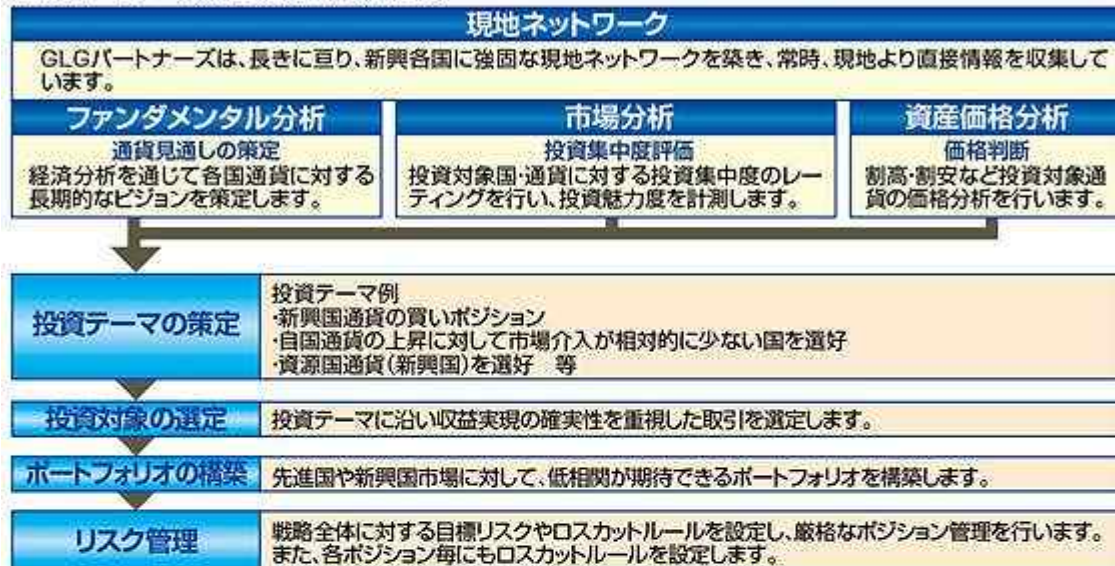 現地ネットワーク
GLGパートナーズは、長きに亘り、新興各国に強固な現地ネットワークを築き、常時、現地より直接情報を収集して
います。
ファンダメンタル分析
通貨見通しの策定
経済分析を通じて各国通貨に対する
長期的なビジョンを策定します。
市場分析
投資集中度評価
投資対象国・通貨に対する投資集中度のレー
ティングを行い、投資魅力度を計測します。
資産価格分析
価格判断
割高・割安など投資対象通
貨の価格分析を行います。
投資テーマの策定
投資テーマ例
・新興国通貨の買いポジション
・自国通貨の上昇に対して市場介入が相対的に少ない国を選好
・資源国通貨(新興国)を選好　等
投資対象の選定
投資テーマに沿い収益実現の確実性を重視した取引を選定します。
ポートフォリオの構築
先進国や新興国市場に対して、低相関が期待できるポートフォリオを構築します。
リスク管理
戦略全体に対する目標リスクやロスカットルールを設定し、厳格なポジション管理を行います。
また、各ポジション毎にもロスカットルールを設定します。